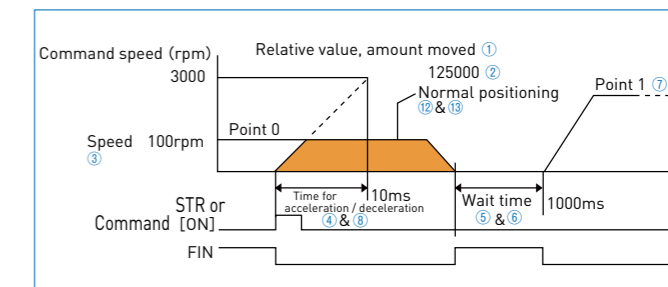 Command speed (rpm)
Relative value, amount moved ①
3000
125000 ②
Normal positioning
⑫&⑬
Point 1 ⑦
Speed 100rpm
③
Point 0
Time for
acceleration / deceleration
④ & ⑧
10ms
Wait time
⑤ & ⑥
1000ms
Command
STR or
[ON]
FIN